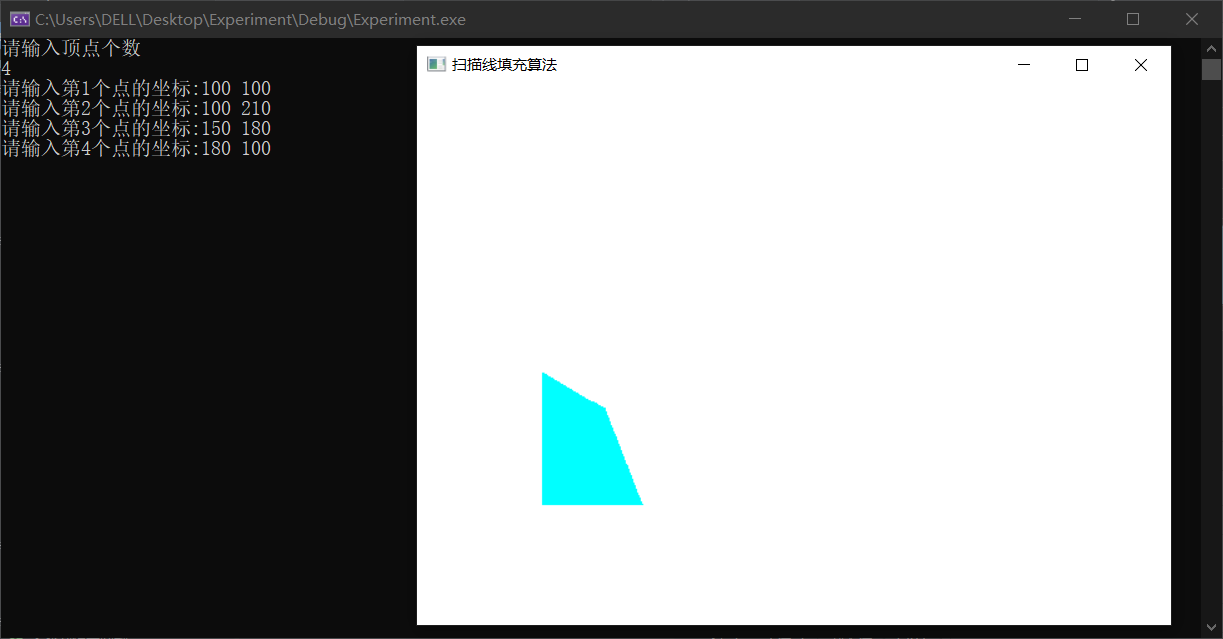 C:\Users\DELL\Desktop\Experiment\Debug\Experiment.exe
请输入顶点个数
4
请输入第1个点的坐标:100 100
请输入第2个点的坐标:100 210
请输入第3个点的坐标:150 180
请输入第4个点的坐标:180 100
扫描线填充算法